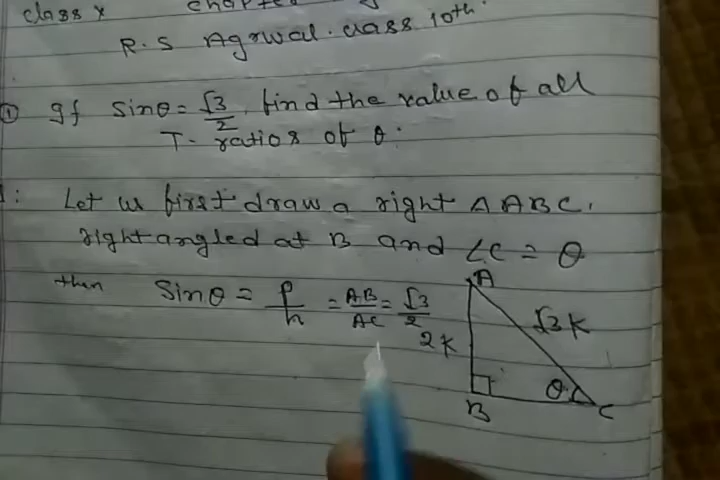 class X chapter
R.S Agrwal. class 10th.
① If sinθ = √3/2, find the value of all
T-ratios of θ.
: Let us first draw a right △ ABC,
right angled at B and ∠C = θ
then sinθ = p/h = AB/AC = √3/2
A
√3K
2K
θ
B
C